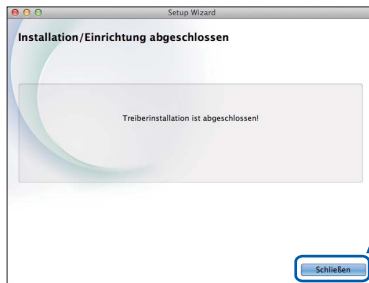 Setup Wizard
Installation/Einrichtung abgeschlossen
Treiberinstallation ist abgeschlossen!
Schließen